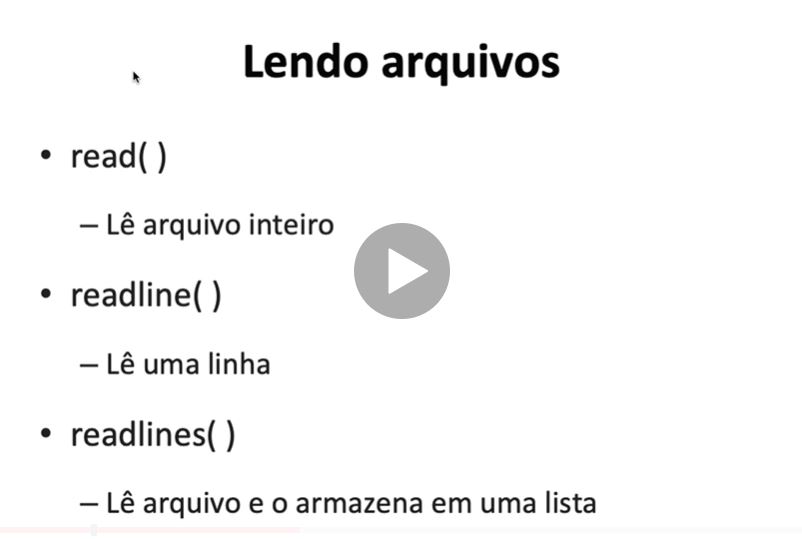 Lendo arquivos
• read( )
– Lê arquivo inteiro
• readline( )
– Lê uma linha
• readlines( )
– Lê arquivo e o armazena em uma lista